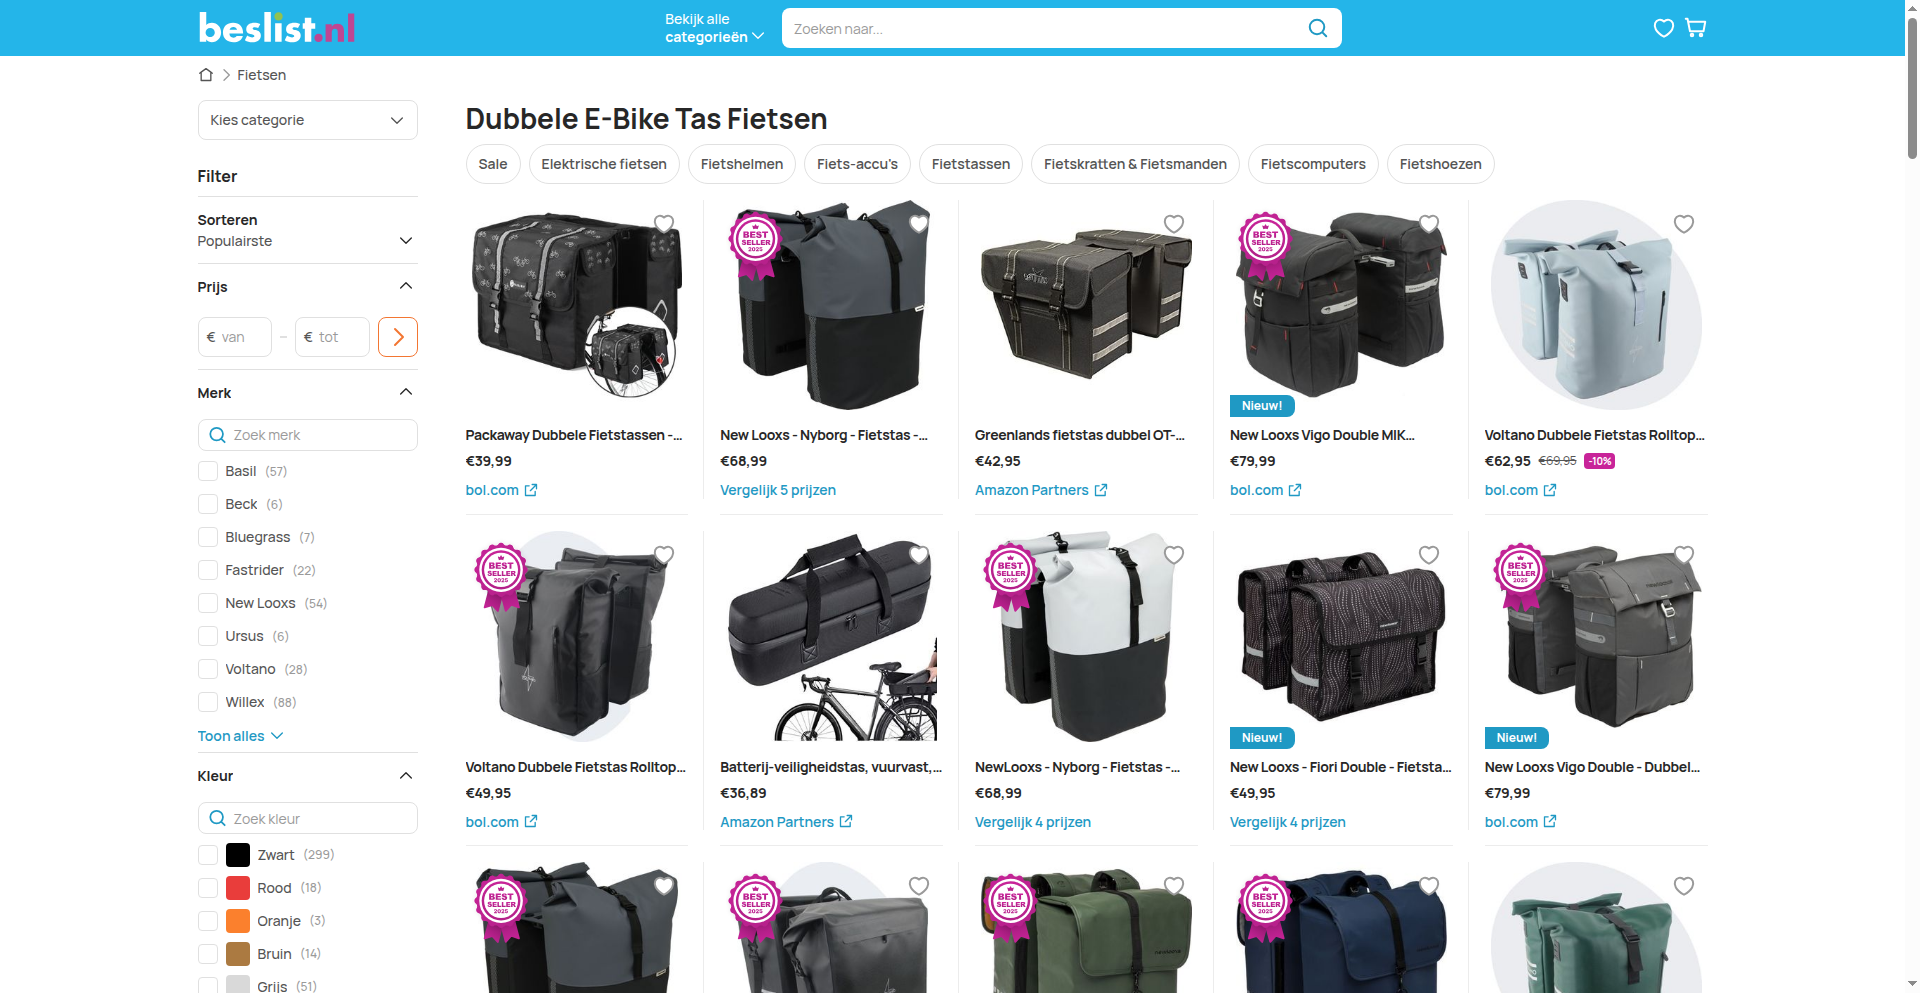 beslist.nl
Bekijk alle
categorieën
Zoeken naar...
Fietsen
Kies categorie
Dubbele E-Bike Tas Fietsen
Sale
Elektrische fietsen
Fietshelmen
Fiets-accu's
Fietstassen
Fietskratten & Fietsmanden
Fietscomputers
Fietshoezen
Filter
Sorteren
Populairste
Prijs
€ van
–
€ tot
Merk
Zoek merk
Basil (57)
Beck (6)
Bluegrass (7)
Fastrider (22)
New Looxs (54)
Ursus (6)
Voltano (28)
Willex (88)
Toon alles
Kleur
Zoek kleur
Zwart (299)
Rood (18)
Oranje (3)
Bruin (14)
Grijs (51)
Packaway Dubbele Fietstassen -...
€39,99
bol.com
BEST
SELLER
2025
New Looxs - Nyborg - Fietstas -...
€68,99
Vergelijk 5 prijzen
Greenlands fietstas dubbel OT-...
€42,95
Amazon Partners
BEST
SELLER
2025
Nieuw!
New Looxs Vigo Double MIK...
€79,99
bol.com
Voltano Dubbele Fietstas Rolltop...
€62,95 €69,95 -10%
bol.com
BEST
SELLER
2025
Voltano Dubbele Fietstas Rolltop...
€49,95
bol.com
Batterij-veiligheidstas, vuurvast,...
€36,89
Amazon Partners
BEST
SELLER
2025
NewLooxs - Nyborg - Fietstas -...
€68,99
Vergelijk 4 prijzen
Nieuw!
New Looxs - Fiori Double - Fietsta...
€49,95
Vergelijk 4 prijzen
BEST
SELLER
2025
Nieuw!
New Looxs Vigo Double - Dubbel...
€79,99
bol.com
BEST
SELLER
2025
BEST
SELLER
2025
BEST
SELLER
2025
BEST
SELLER
2025